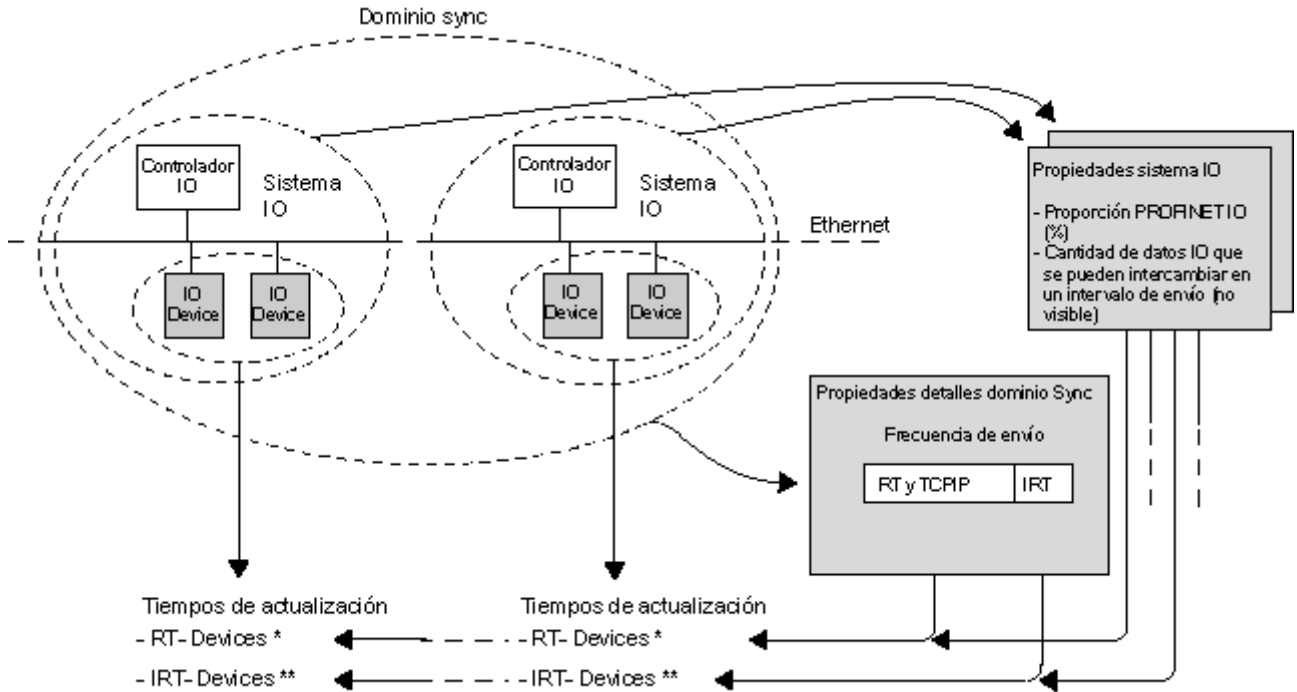 Dominio sync
Controlador
IO
Sistema
IO
Controlador
IO
Sistema
IO
Ethernet
IO
Device
IO
Device
IO
Device
IO
Device
Propiedades sistema IO
- Proporción PROFINET IO
(%)
- Cantidad de datos IO que
se pueden intercambiar en
un intervalo de envío (no
visible)
Propiedades detalles dominio Sync
Frecuencia de envío
RT y TCPIP
IRT
Tiempos de actualización
- RT- Devices *
- IRT- Devices **
Tiempos de actualización
- RT- Devices *
- IRT- Devices **